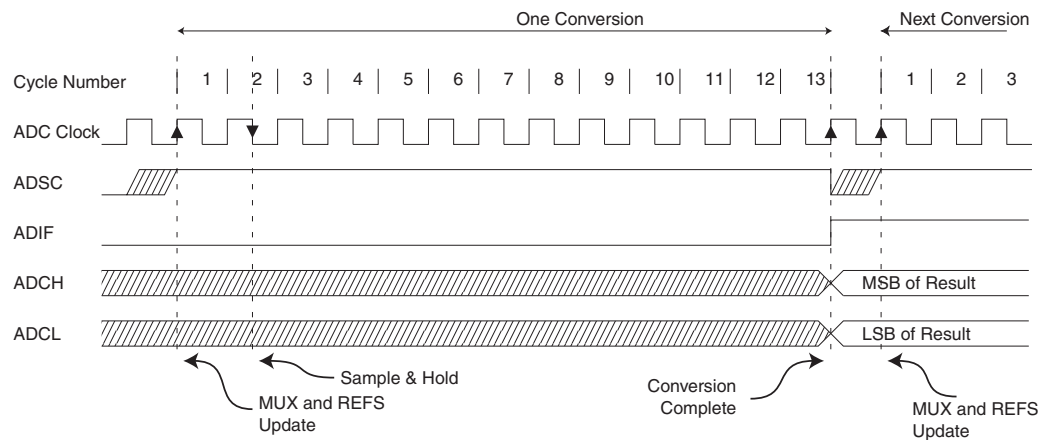 One Conversion
Next Conversion
Cycle Number 1 2 3 4 5 6 7 8 9 10 11 12 13 1 2 3
ADC Clock
ADSC
ADIF
ADCH
MSB of Result
ADCL
LSB of Result
Sample & Hold
MUX and REFS
Update
Conversion
Complete
MUX and REFS
Update